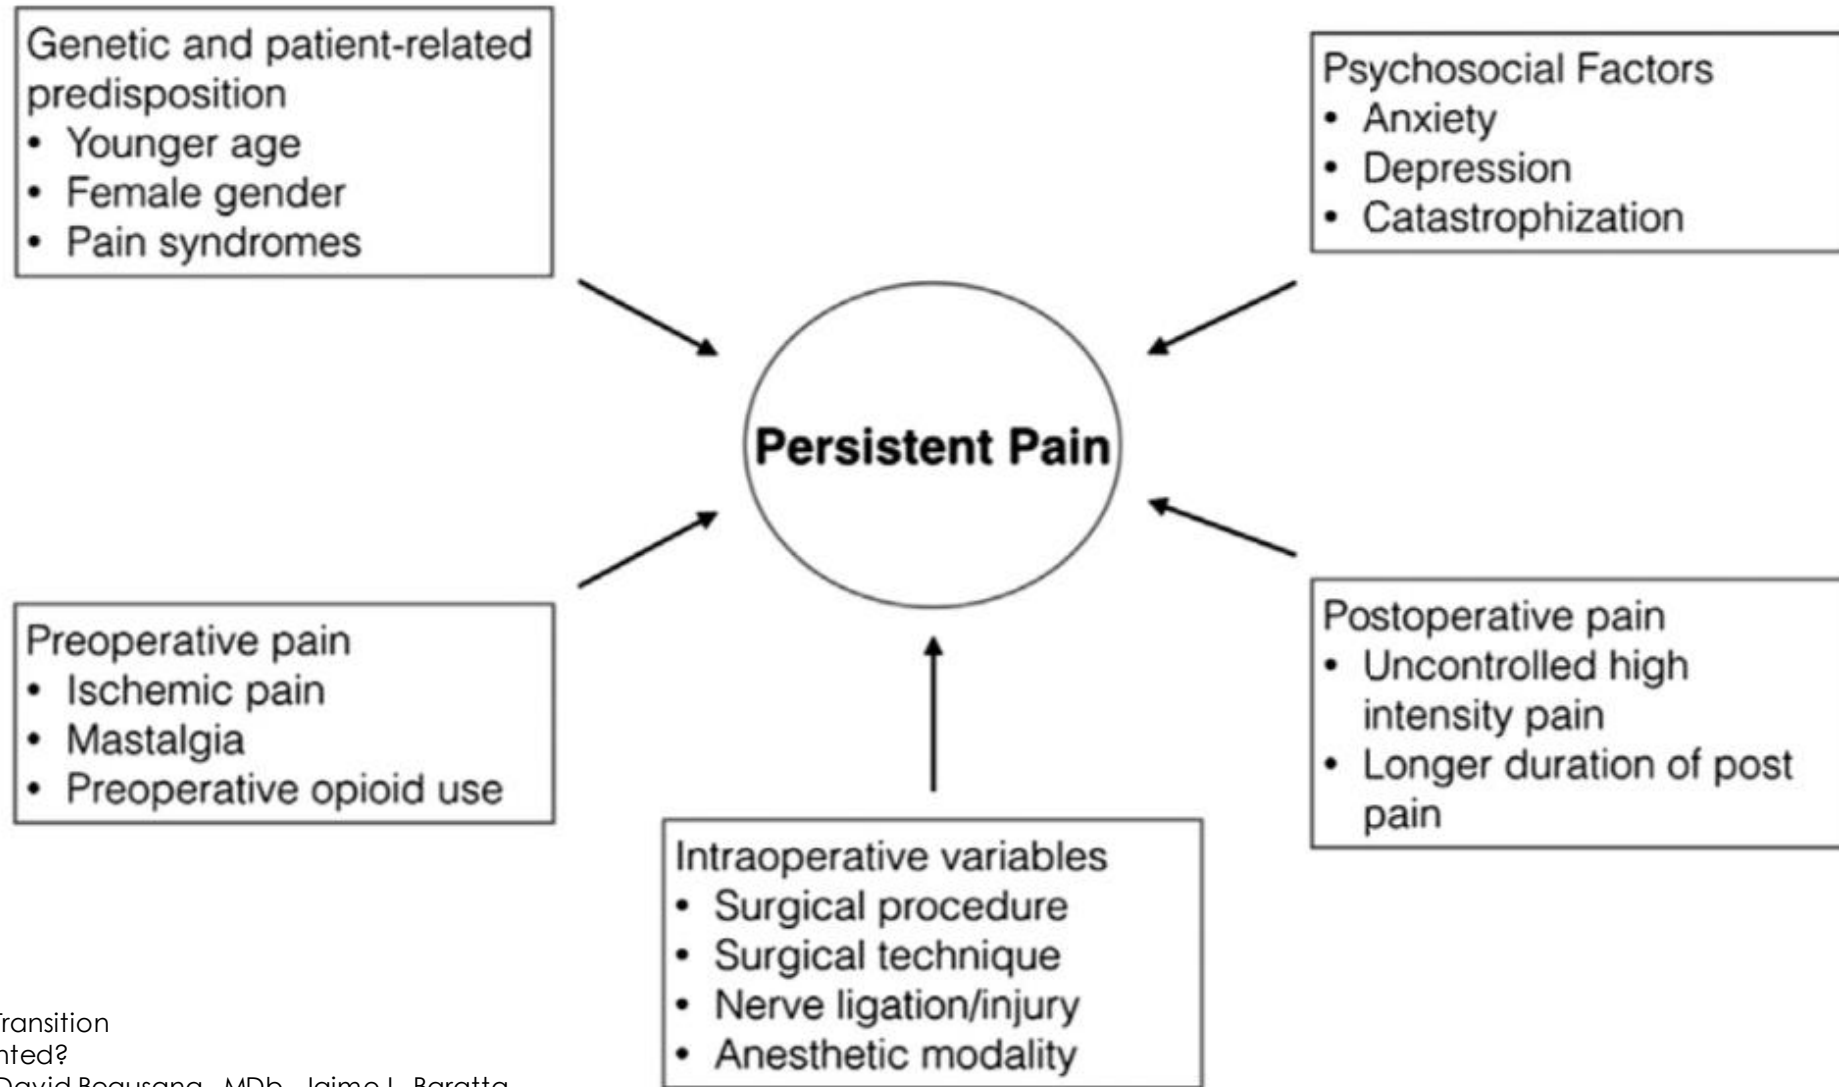 Genetic and patient-related
predisposition
• Younger age
• Female gender
• Pain syndromes
Psychosocial Factors
• Anxiety
• Depression
• Catastrophization
Persistent Pain
Preoperative pain
• Ischemic pain
• Mastalgia
• Preoperative opioid use
Postoperative pain
• Uncontrolled high
intensity pain
• Longer duration of post
pain
Intraoperative variables
• Surgical procedure
• Surgical technique
• Nerve ligation/injury
• Anesthetic modality
Transition
nted?
David Beausang, MDb, Jaime L. Baratta,